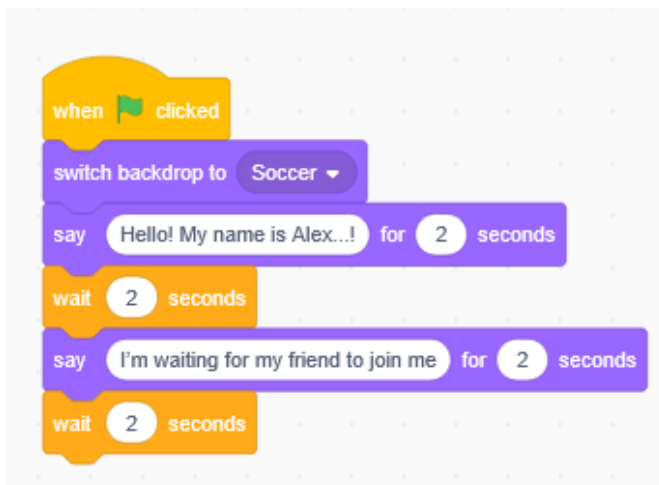 when clicked
switch backdrop to Soccer
say Hello! My name is Alex...! for 2 seconds
wait 2 seconds
say I'm waiting for my friend to join me for 2 seconds
wait 2 seconds